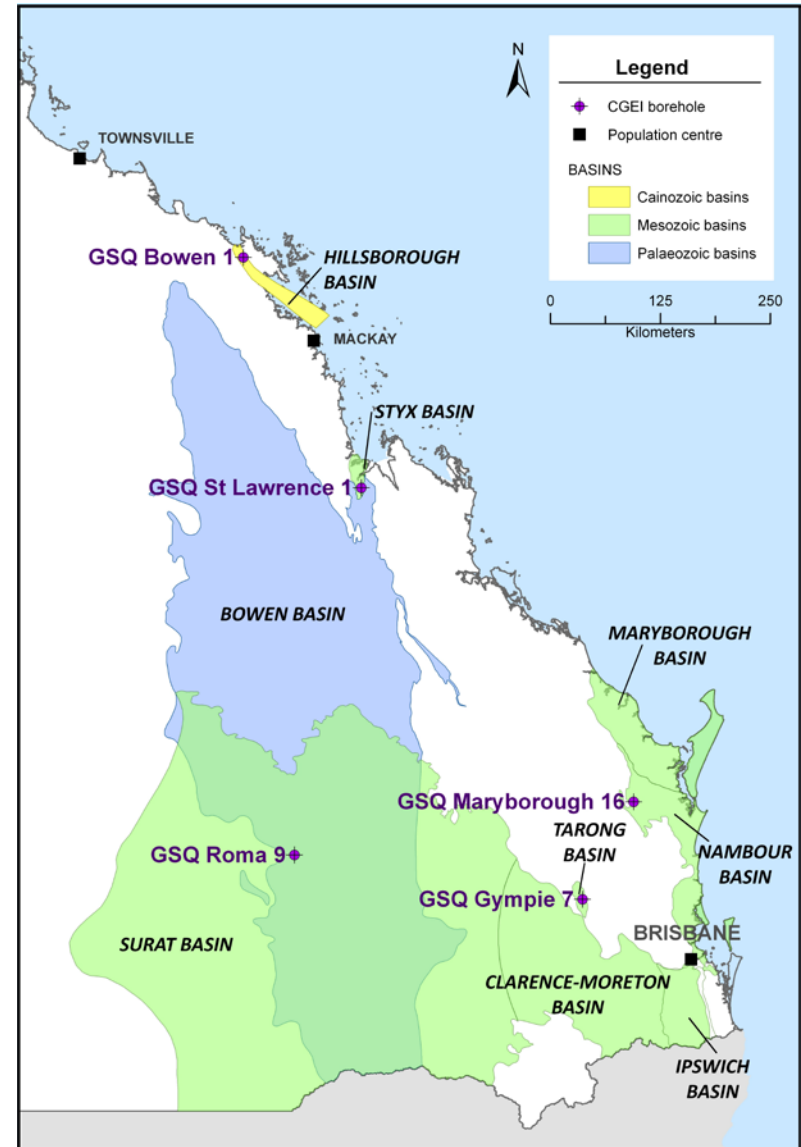 N
Legend
CGEI borehole
Population centre
BASINS
Cainozoic basins
Mesozoic basins
Palaeozoic basins
0 125 250
Kilometers
TOWNSVILLE
GSQ Bowen 1
HILLSBOROUGH
BASIN
MACKAY
STYX BASIN
GSQ St Lawrence 1
BOWEN BASIN
MARYBOROUGH
BASIN
GSQ Maryborough 16
TARONG
BASIN
NAMBOUR
BASIN
GSQ Roma 9
GSQ Gympie 7
BRISBANE
SURAT BASIN
CLARENCE-MORETON
BASIN
IPSWICH
BASIN